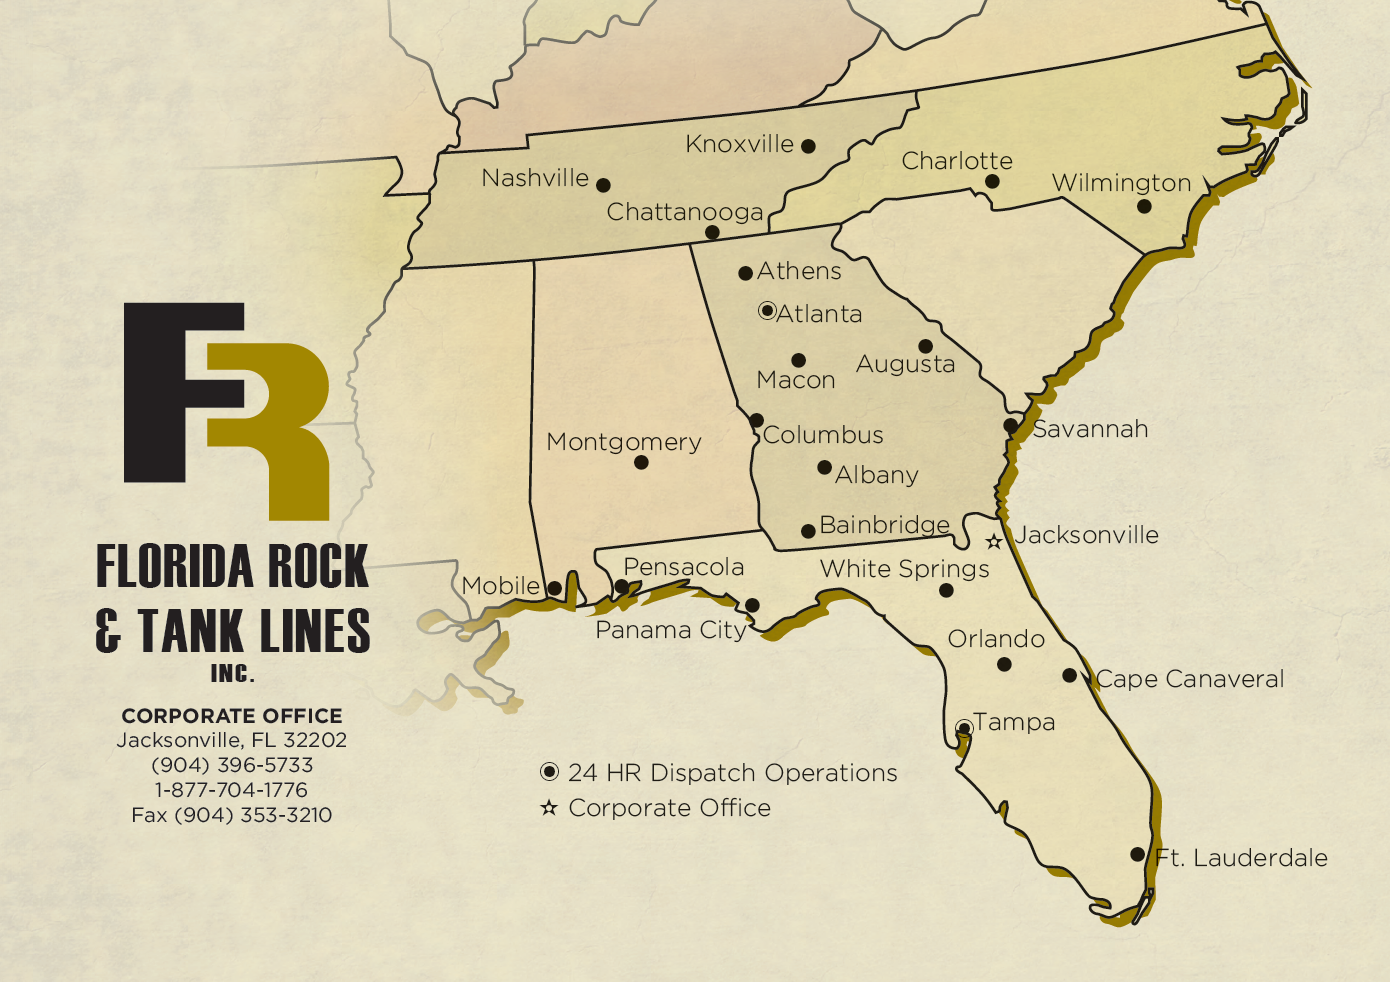 Knoxville
Charlotte
Nashville
Wilmington
Chattanooga
Athens
Atlanta
Augusta
Macon
Savannah
Columbus
Montgomery
Albany
Bainbridge
Jacksonville
Pensacola
White Springs
Mobile
Panama City
Orlando
Cape Canaveral
Tampa
Ft. Lauderdale
FR
FLORIDA ROCK
& TANK LINES
INC.
CORPORATE OFFICE
Jacksonville, FL 32202
(904) 396-5733
1-877-704-1776
Fax (904) 353-3210
24 HR Dispatch Operations
Corporate Office